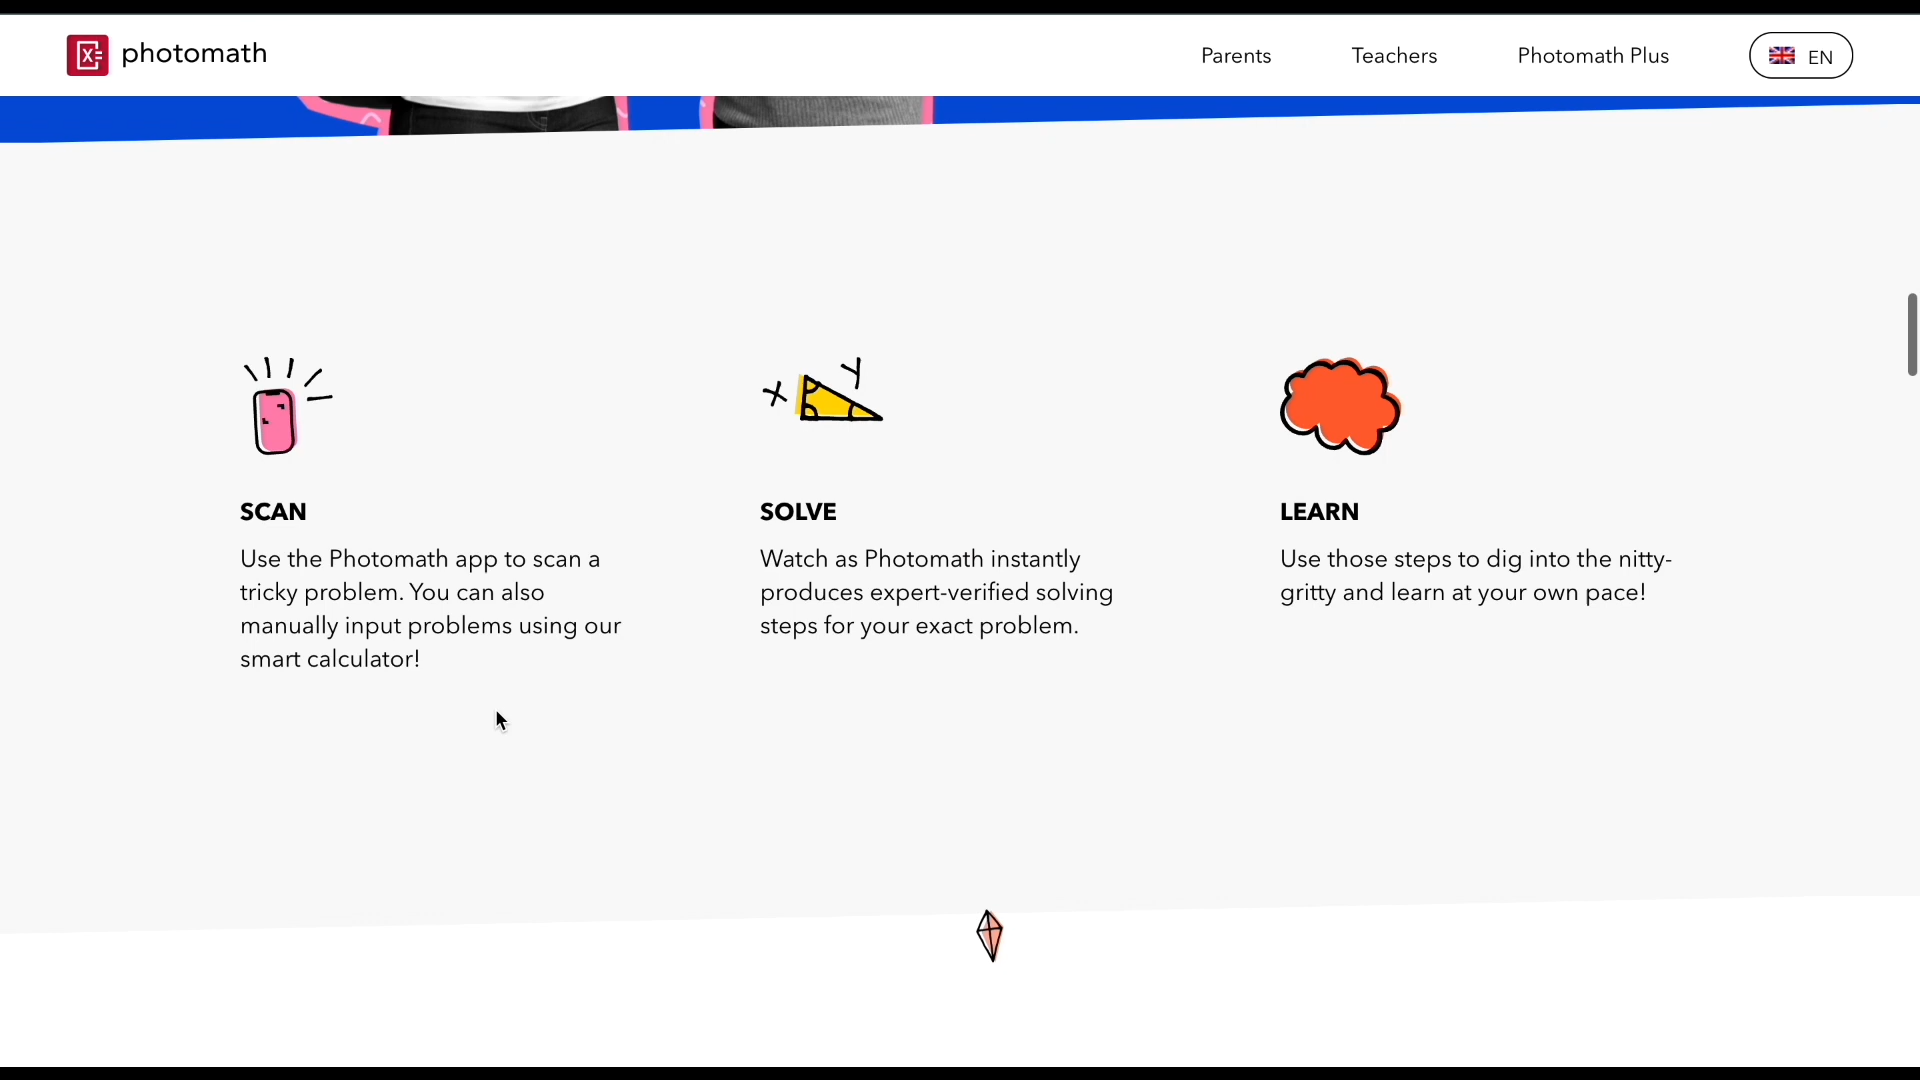 photomath
Parents
Teachers
Photomath Plus
EN
X
Y
SCAN
Use the Photomath app to scan a
tricky problem. You can also
manually input problems using our
smart calculator!
SOLVE
Watch as Photomath instantly
produces expert-verified solving
steps for your exact problem.
LEARN
Use those steps to dig into the nitty-
gritty and learn at your own pace!